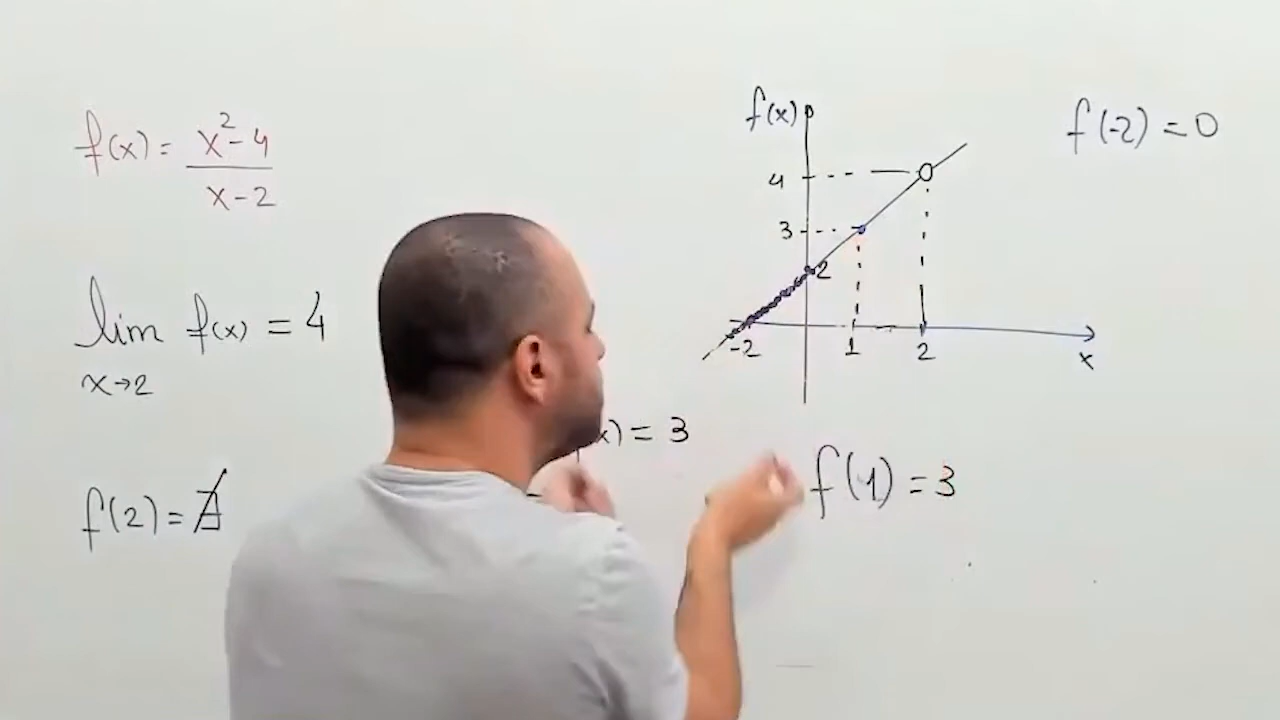 f(x) = x² - 4
x - 2
lim f(x) = 4
x→2
f(2) = ∄
x) = 3
f(x)
4
3
2
-2
1
2
x
f(-2) = 0
f(1) = 3